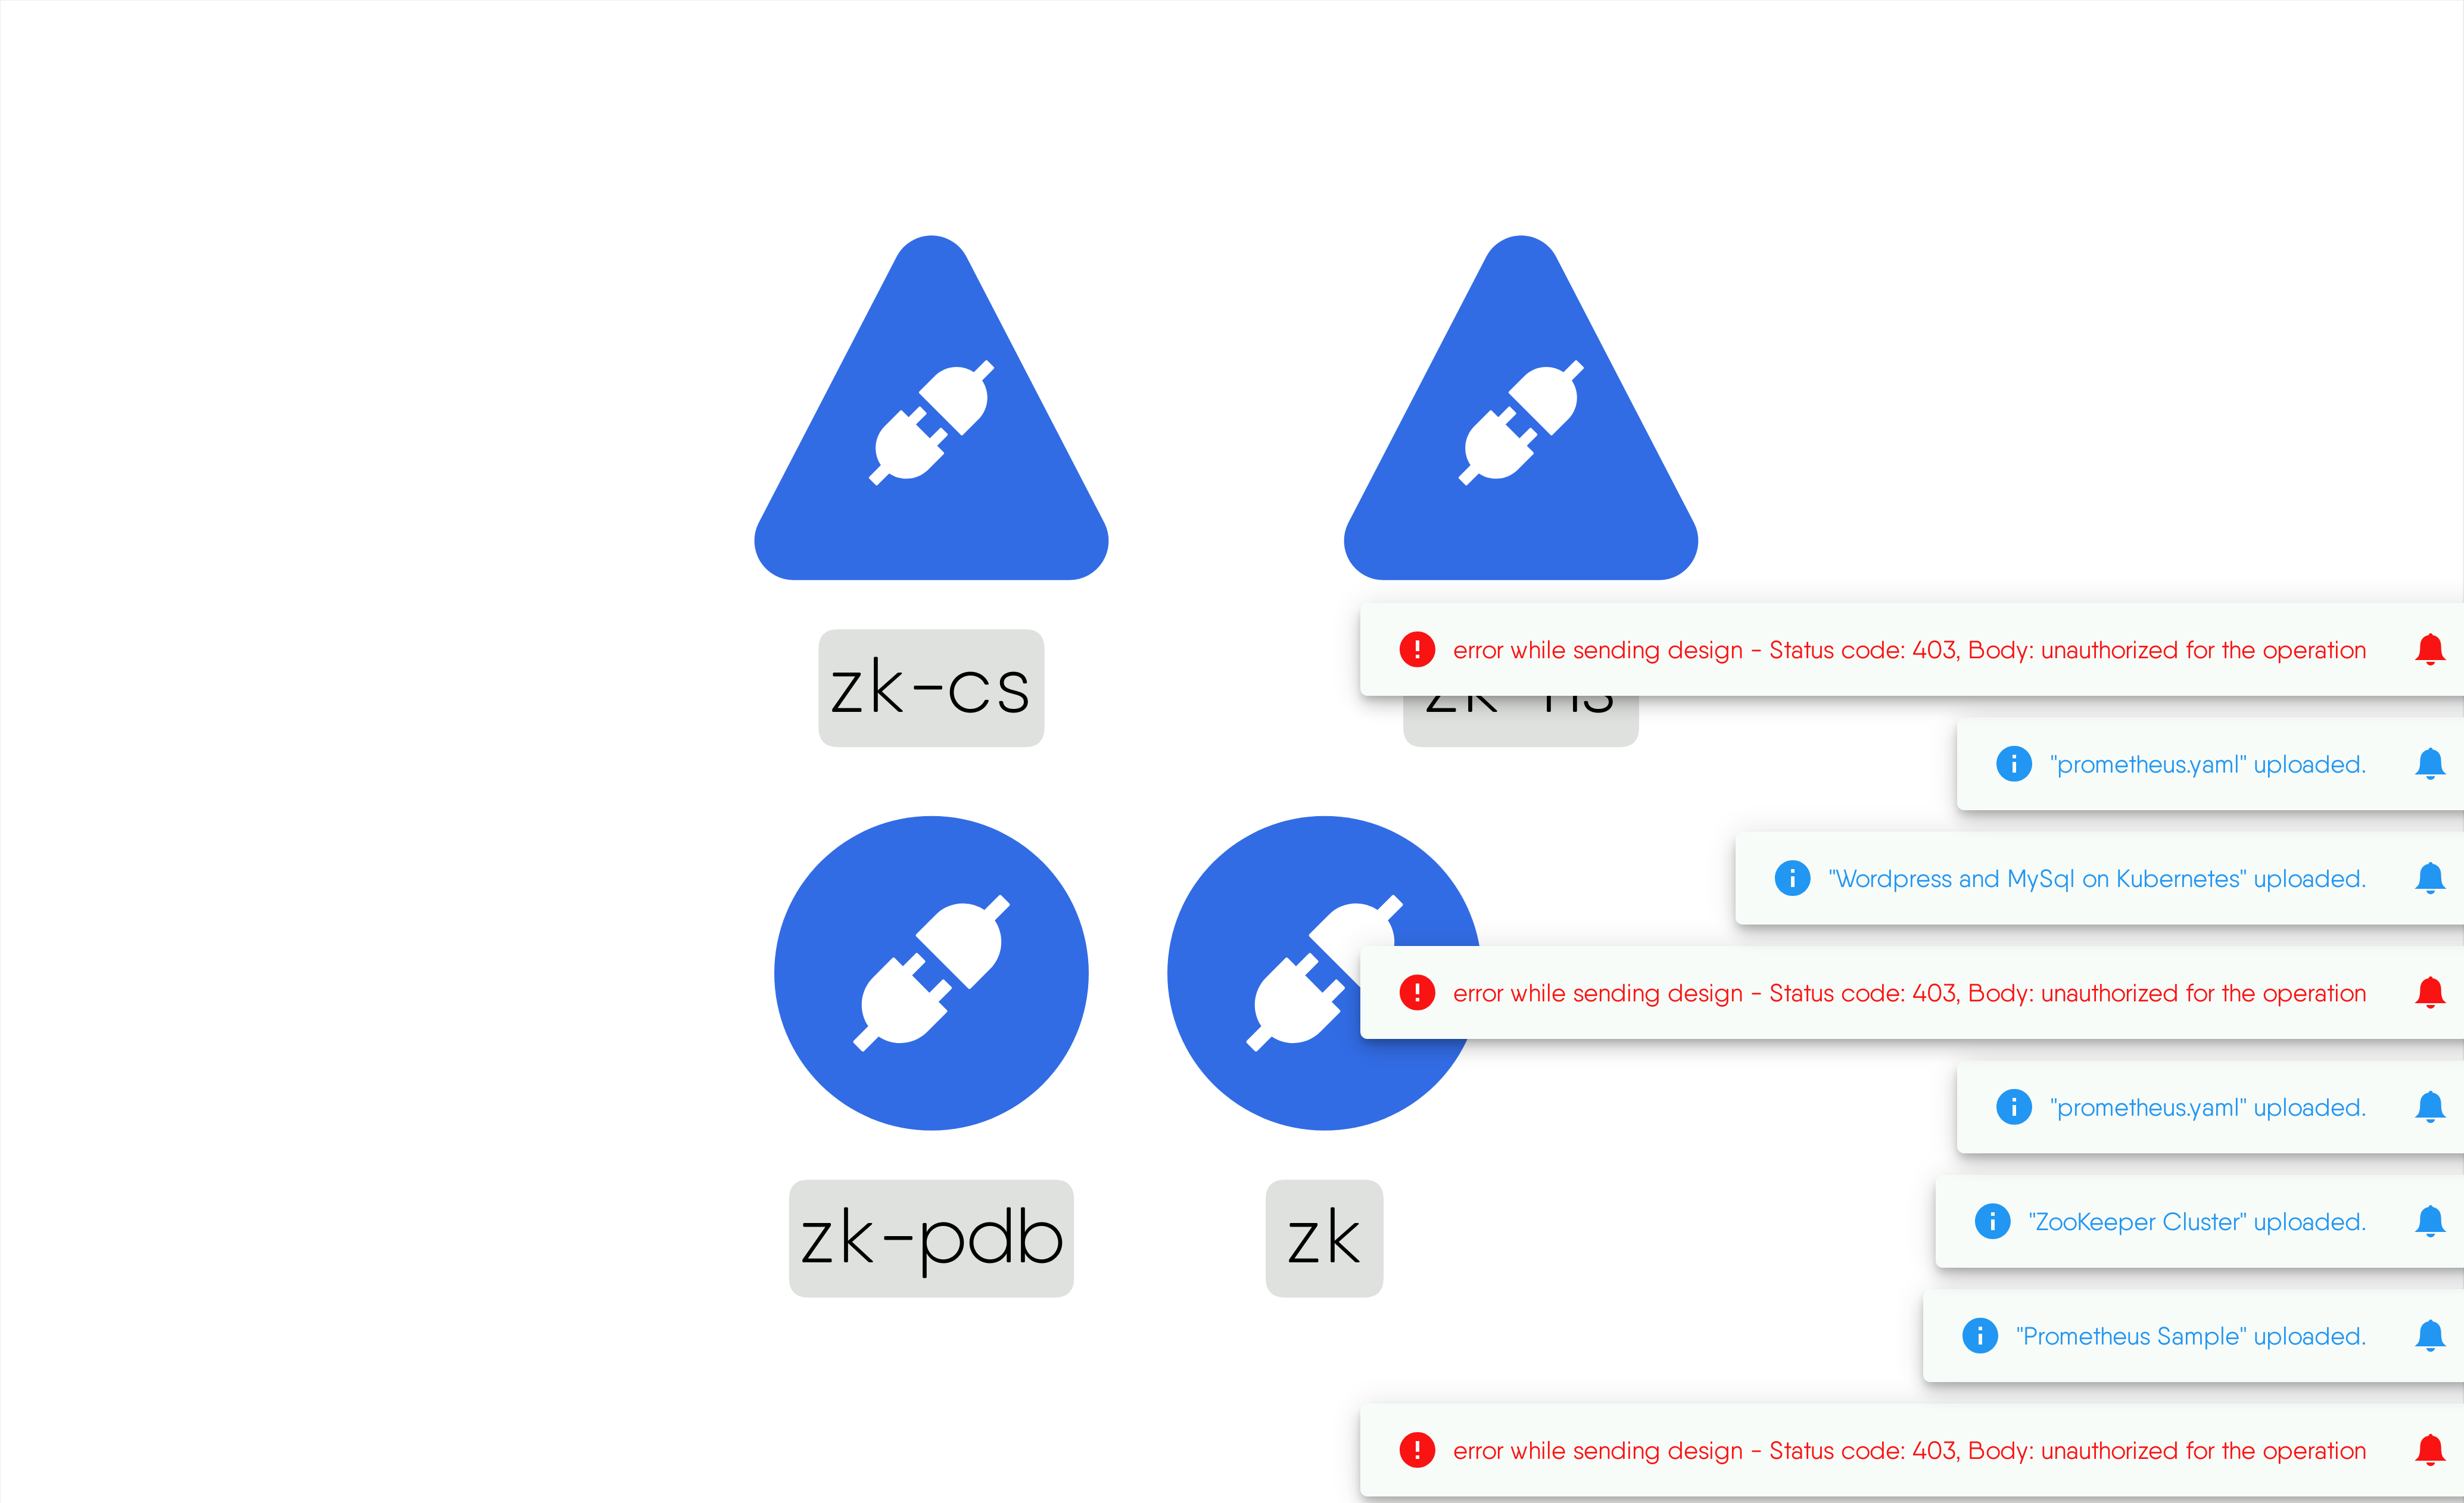 zk-cs
error while sending design - Status code: 403, Body: unauthorized for the operation
"prometheus.yaml" uploaded.
"Wordpress and MySql on Kubernetes" uploaded.
error while sending design - Status code: 403, Body: unauthorized for the operation
"prometheus.yaml" uploaded.
zk-pdb
zk
"ZooKeeper Cluster" uploaded.
"Prometheus Sample" uploaded.
error while sending design - Status code: 403, Body: unauthorized for the operation